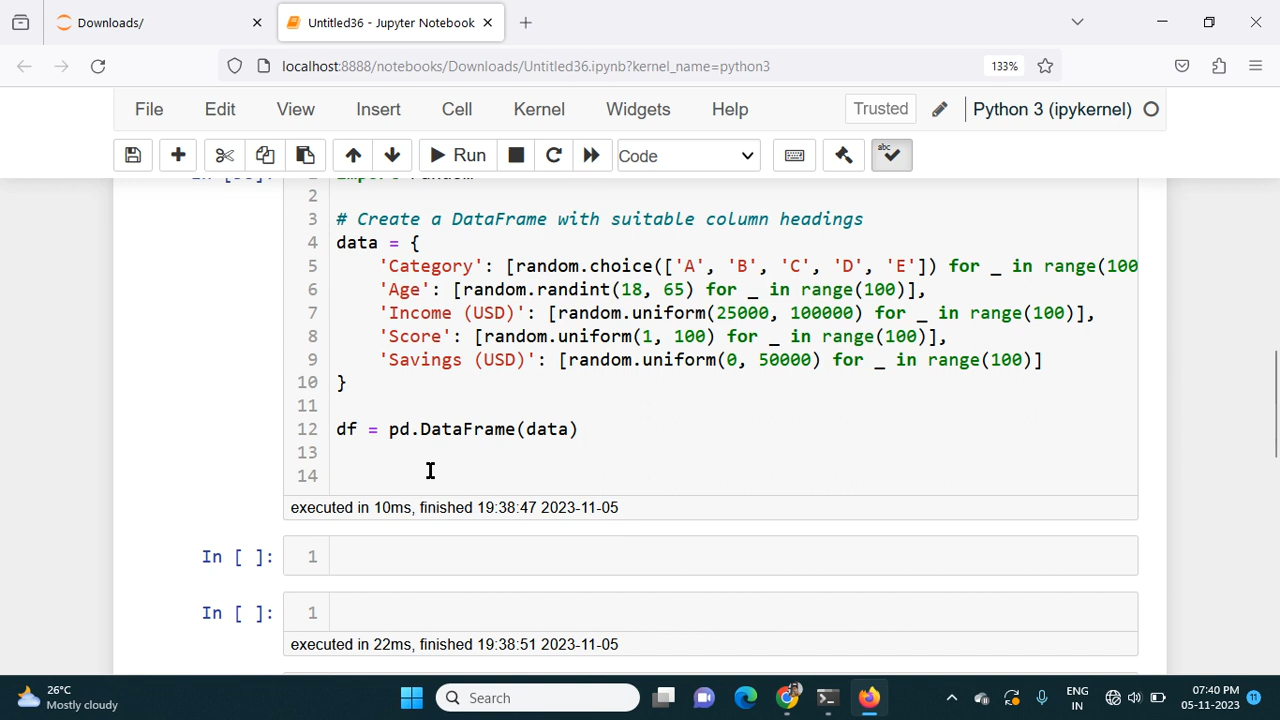 Downloads/
Untitled36 - Jupyter Notebook
localhost:8888/notebooks/Downloads/Untitled36.ipynb?kernel_name=python3
133%
File Edit View Insert Cell Kernel Widgets Help Trusted Python 3 (ipykernel)
Run Code abc
2
3 # Create a DataFrame with suitable column headings
4 data = {
5 'Category': [random.choice(['A', 'B', 'C', 'D', 'E']) for _ in range(100
6 'Age': [random.randint(18, 65) for _ in range(100)],
7 'Income (USD)': [random.uniform(25000, 100000) for _ in range(100)],
8 'Score': [random.uniform(1, 100) for _ in range(100)],
9 'Savings (USD)': [random.uniform(0, 50000) for _ in range(100)]
10 }
11
12 df = pd.DataFrame(data)
13
14
executed in 10ms, finished 19:38:47 2023-11-05
In [ ]: 1
In [ ]: 1
executed in 22ms, finished 19:38:51 2023-11-05
26°C
Mostly cloudy
Search
ENG
IN
07:40 PM
05-11-2023
11